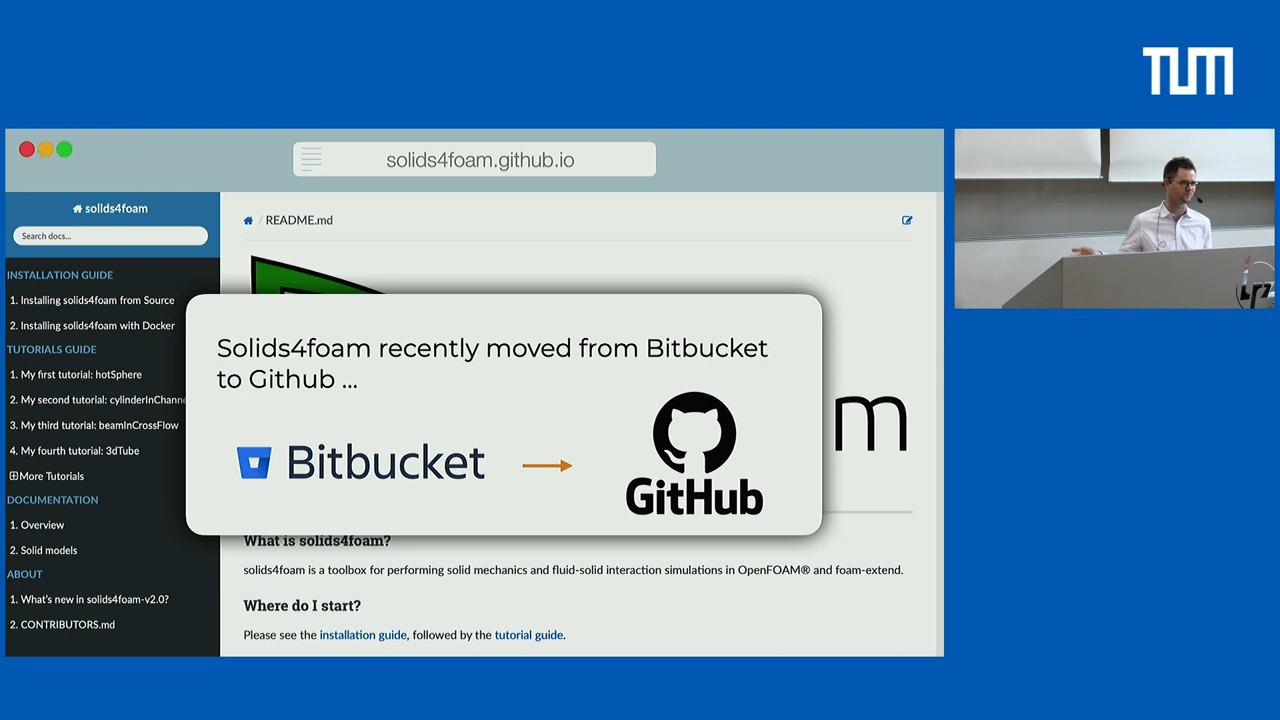 TUM
solids4foam.github.io
solids4foam
Search docs...
INSTALLATION GUIDE
1. Installing solids4foam from Source
2. Installing solids4foam with Docker
TUTORIALS GUIDE
1. My first tutorial: hotSphere
2. My second tutorial: cylinderInChanne
3. My third tutorial: beamInCrossFlow
4. My fourth tutorial: 3dTube
More Tutorials
DOCUMENTATION
1. Overview
2. Solid models
ABOUT
1. What's new in solids4foam-v2.0?
2. CONTRIBUTORS.md
/ README.md
Solids4foam recently moved from Bitbucket
to Github ...
Bitbucket
GitHub
m
What is solids4foam?
solids4foam is a toolbox for performing solid mechanics and fluid-solid interaction simulations in OpenFOAM® and foam-extend.
Where do I start?
Please see the installation guide, followed by the tutorial guide.